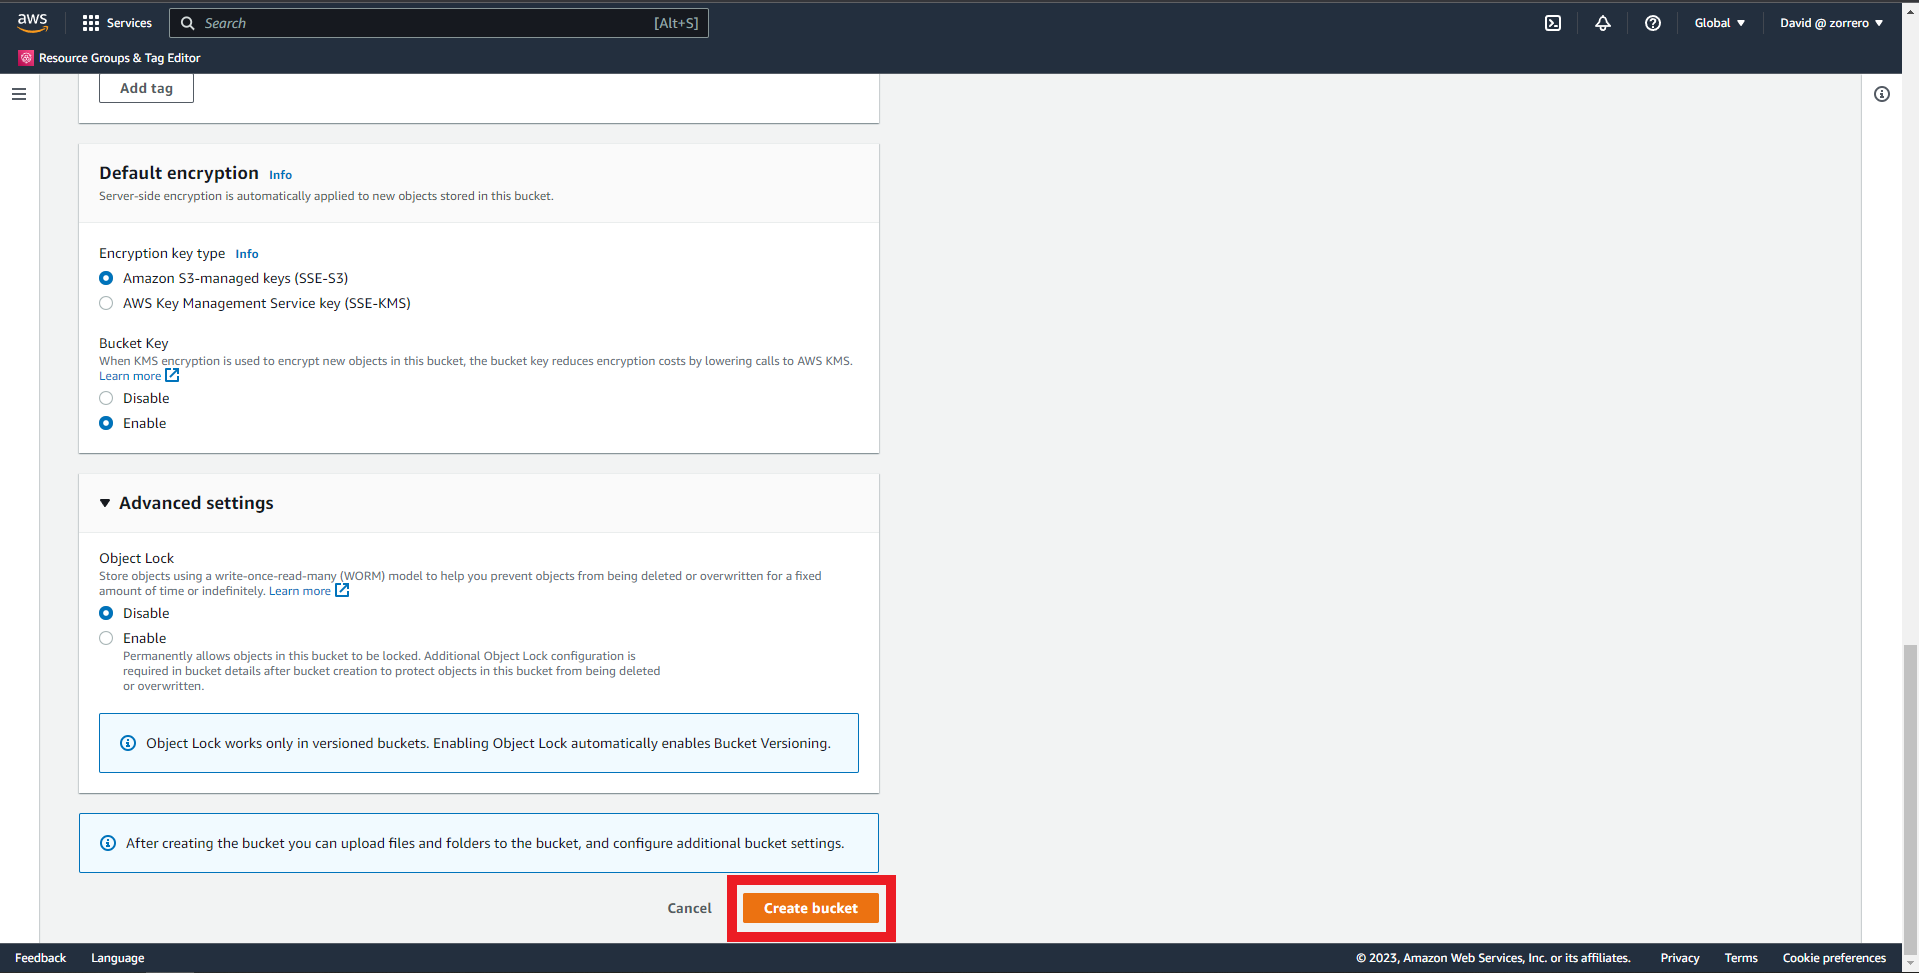 aws
Services
Search
[Alt+S]
Global
David @ zorrero
Resource Groups & Tag Editor
Add tag
Default encryption Info
Server-side encryption is automatically applied to new objects stored in this bucket.
Encryption key type Info
Amazon S3-managed keys (SSE-S3)
AWS Key Management Service key (SSE-KMS)
Bucket Key
When KMS encryption is used to encrypt new objects in this bucket, the bucket key reduces encryption costs by lowering calls to AWS KMS.
Learn more
Disable
Enable
Advanced settings
Object Lock
Store objects using a write-once-read-many (WORM) model to help you prevent objects from being deleted or overwritten for a fixed
amount of time or indefinitely. Learn more
Disable
Enable
Permanently allows objects in this bucket to be locked. Additional Object Lock configuration is
required in bucket details after bucket creation to protect objects in this bucket from being deleted
or overwritten.
Object Lock works only in versioned buckets. Enabling Object Lock automatically enables Bucket Versioning.
After creating the bucket you can upload files and folders to the bucket, and configure additional bucket settings.
Cancel
Create bucket
Feedback
Language
© 2023, Amazon Web Services, Inc. or its affiliates.
Privacy
Terms
Cookie preferences